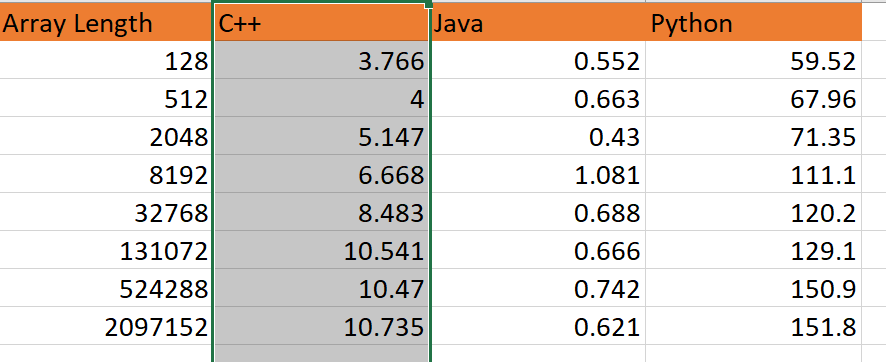 Array Length C++ Java Python
128 3.766 0.552 59.52
512 4 0.663 67.96
2048 5.147 0.43 71.35
8192 6.668 1.081 111.1
32768 8.483 0.688 120.2
131072 10.541 0.666 129.1
524288 10.47 0.742 150.9
2097152 10.735 0.621 151.8